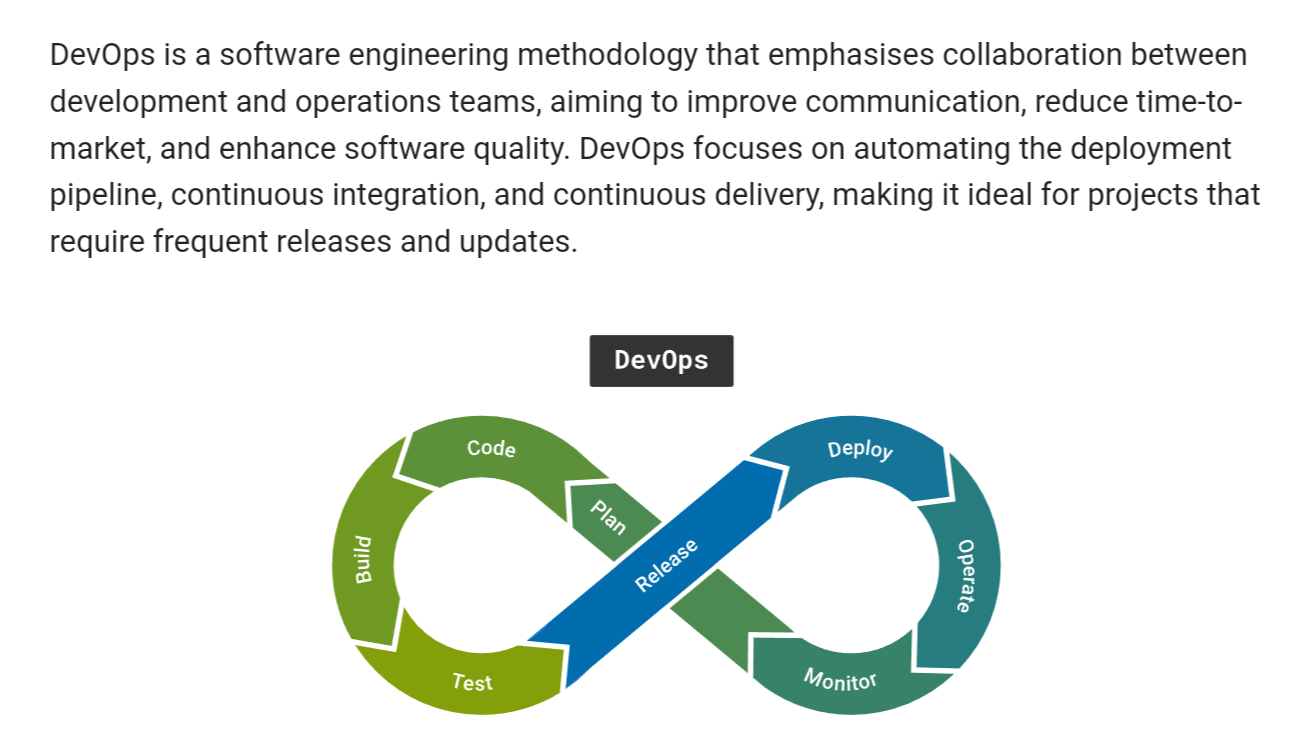 DevOps is a software engineering methodology that emphasises collaboration between
development and operations teams, aiming to improve communication, reduce time-to-
market, and enhance software quality. DevOps focuses on automating the deployment
pipeline, continuous integration, and continuous delivery, making it ideal for projects that
require frequent releases and updates.
DevOps
Code
Deploy
Plan
Build
Release
Operate
Test
Monitor